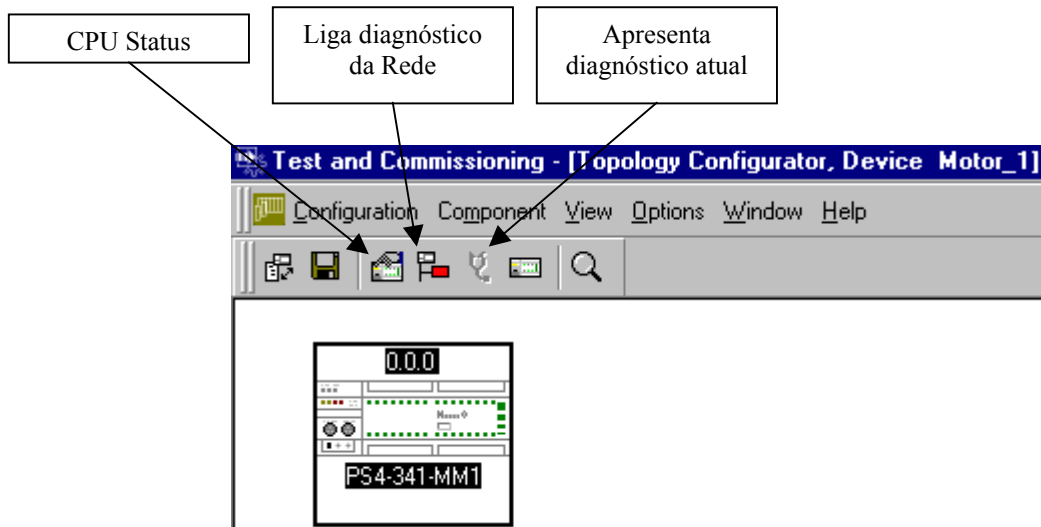 CPU Status
Liga diagnóstico
da Rede
Apresenta
diagnóstico atual
Test and Commissioning - [Topology Configurator, Device Motor_1]
Configuration Component View Options Window Help
0.0.0
PS4-341-MM1